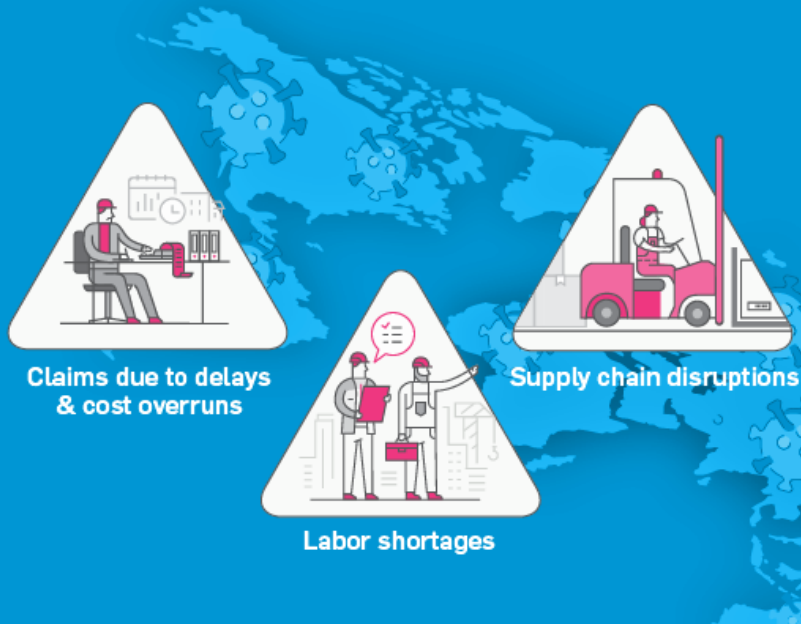 Claims due to delays
& cost overruns
Supply chain disruptions
Labor shortages